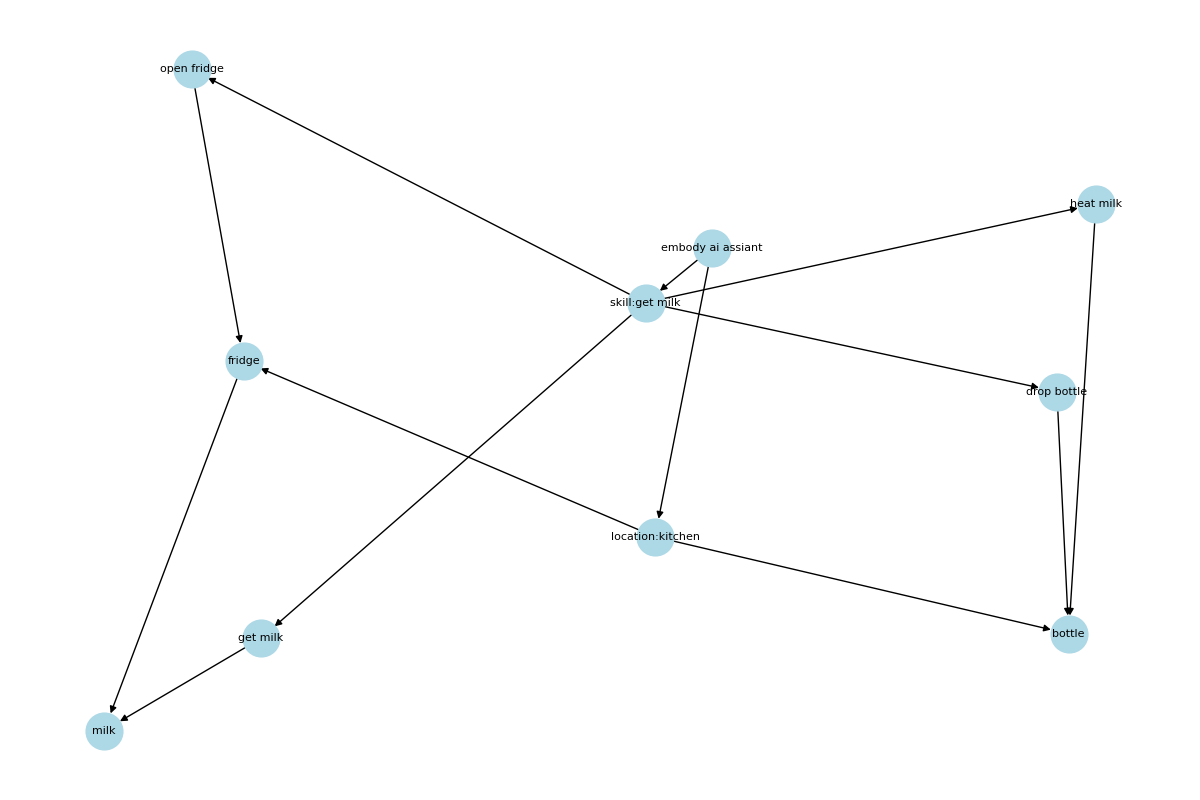 open fridge
heat milk
embody ai assiant
skill:get milk
fridge
drop bottle
location:kitchen
bottle
get milk
milk